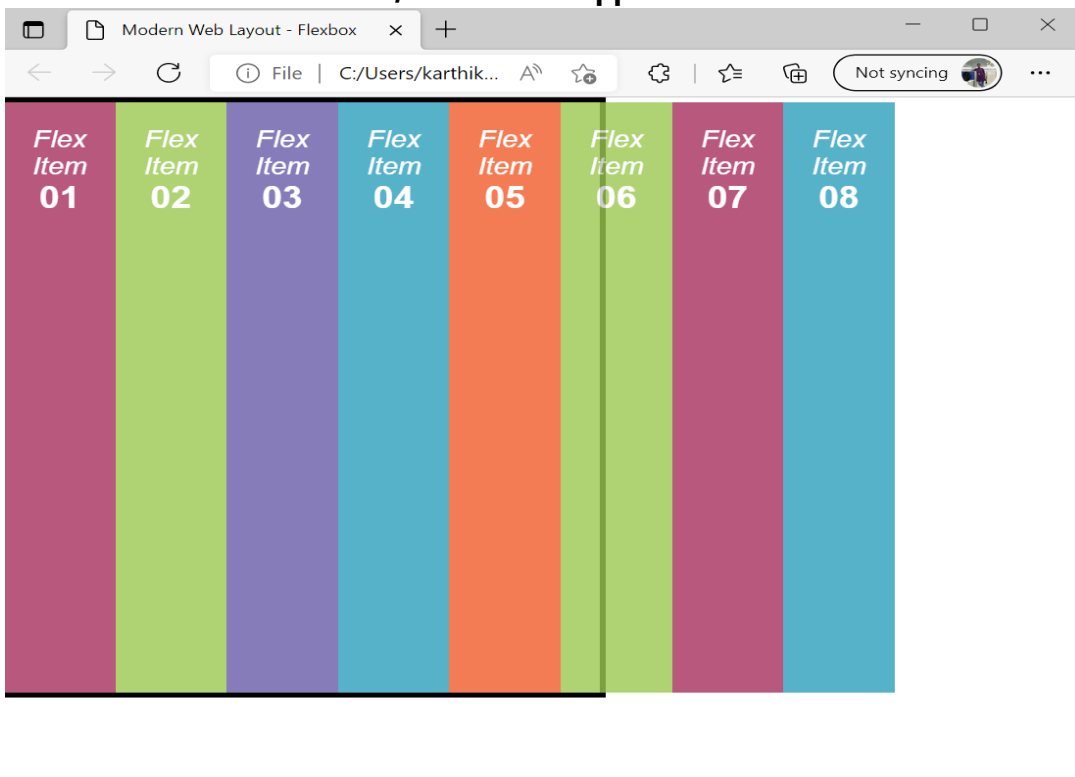 Modern Web Layout - Flexbox
File | C:/Users/karthik... Not syncing
Flex Item 01
Flex Item 02
Flex Item 03
Flex Item 04
Flex Item 05
Flex Item 06
Flex Item 07
Flex Item 08